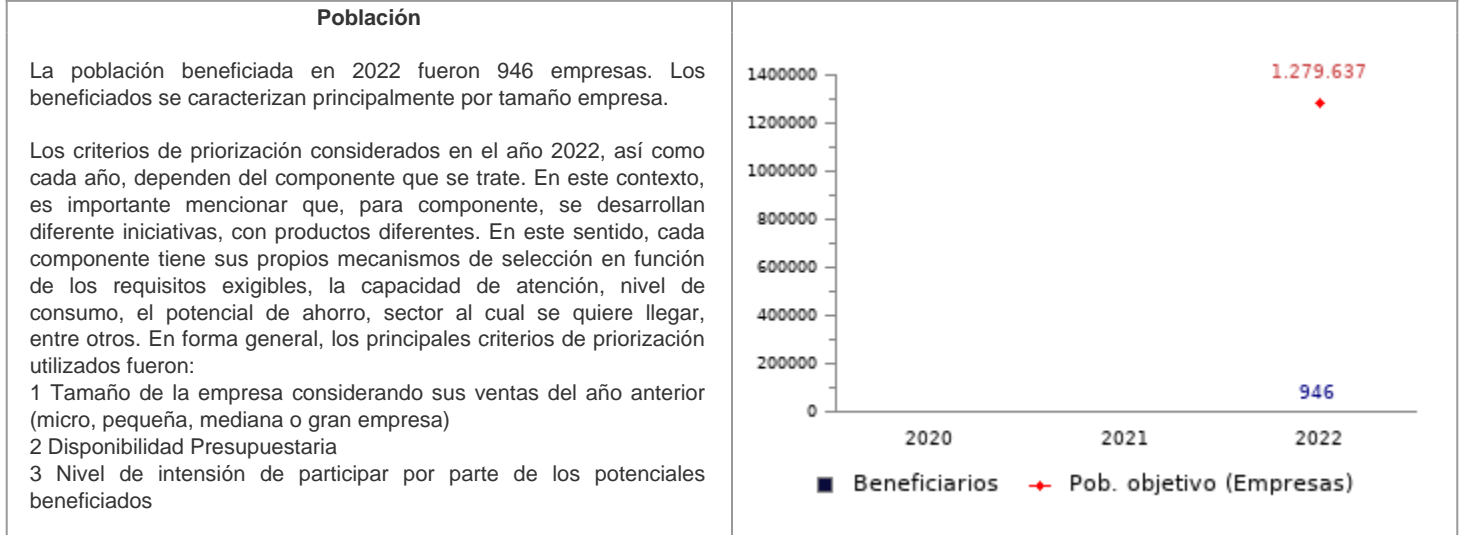 Población
La población beneficiada en 2022 fueron 946 empresas. Los
beneficiados se caracterizan principalmente por tamaño empresa.
Los criterios de priorización considerados en el año 2022, así como
cada año, dependen del componente que se trate. En este contexto,
es importante mencionar que, para componente, se desarrollan
diferente iniciativas, con productos diferentes. En este sentido, cada
componente tiene sus propios mecanismos de selección en función
de los requisitos exigibles, la capacidad de atención, nivel de
consumo, el potencial de ahorro, sector al cual se quiere llegar,
entre otros. En forma general, los principales criterios de priorización
utilizados fueron:
1 Tamaño de la empresa considerando sus ventas del año anterior
(micro, pequeña, mediana o gran empresa)
2 Disponibilidad Presupuestaria
3 Nivel de intensión de participar por parte de los potenciales
beneficiados
1.279.637
1400000
1200000
1000000
800000
600000
400000
200000
946
0
2020 2021 2022
Beneficiarios Pob. objetivo (Empresas)